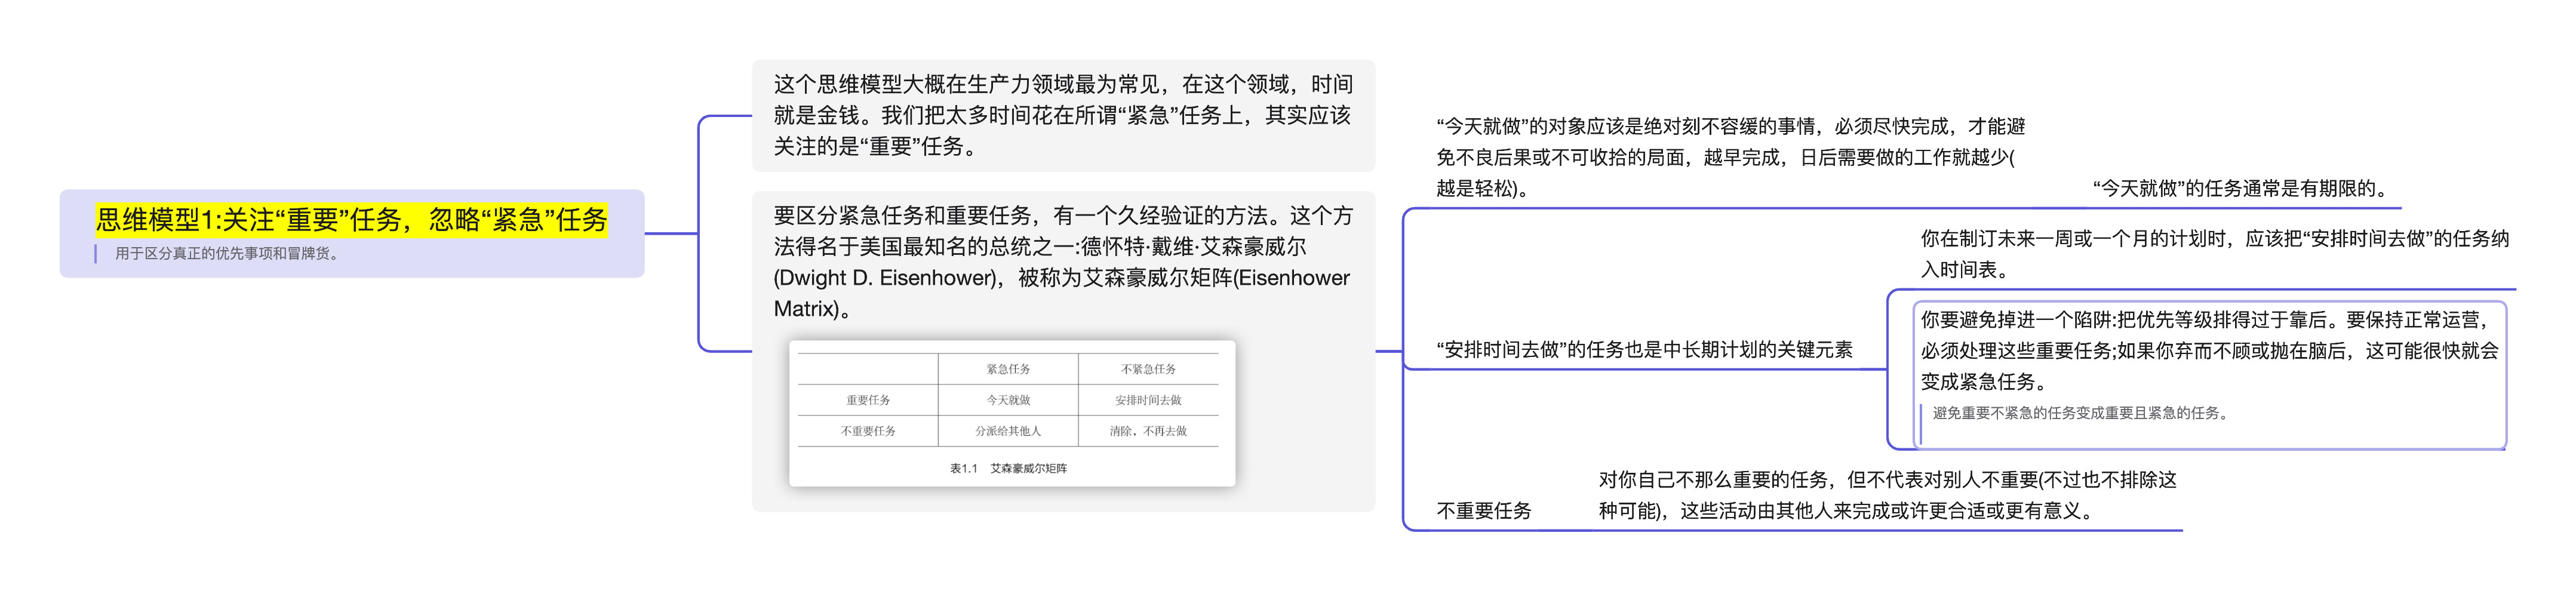 思维模型1:关注“重要”任务，忽略“紧急”任务
用于区分真正的优先事项和冒牌货。
这个思维模型大概在生产力领域最为常见，在这个领域，时间
就是金钱。我们把太多时间花在所谓“紧急”任务上，其实应该
关注的是“重要”任务。
要区分紧急任务和重要任务，有一个久经验证的方法。这个方
法得名于美国最知名的总统之一:德怀特·戴维·艾森豪威尔
(Dwight D. Eisenhower)，被称为艾森豪威尔矩阵(Eisenhower
Matrix)。
紧急任务 不紧急任务
重要任务 今天就做 安排时间去做
不重要任务 分派给其他人 清除，不再去做
表1.1 艾森豪威尔矩阵
“今天就做”的对象应该是绝对刻不容缓的事情，必须尽快完成，才能避
免不良后果或不可收拾的局面，越早完成，日后需要做的工作就越少(
越是轻松)。
“今天就做”的任务通常是有期限的。
“安排时间去做”的任务也是中长期计划的关键元素
你在制订未来一周或一个月的计划时，应该把“安排时间去做”的任务纳
入时间表。
你要避免掉进一个陷阱:把优先等级排得过于靠后。要保持正常运营，
必须处理这些重要任务;如果你弃而不顾或抛在脑后，这可能很快就会
变成紧急任务。
避免重要不紧急的任务变成重要且紧急的任务。
不重要任务
对你自己不那么重要的任务，但不代表对别人不重要(不过也不排除这
种可能)，这些活动由其他人来完成或许更合适或更有意义。